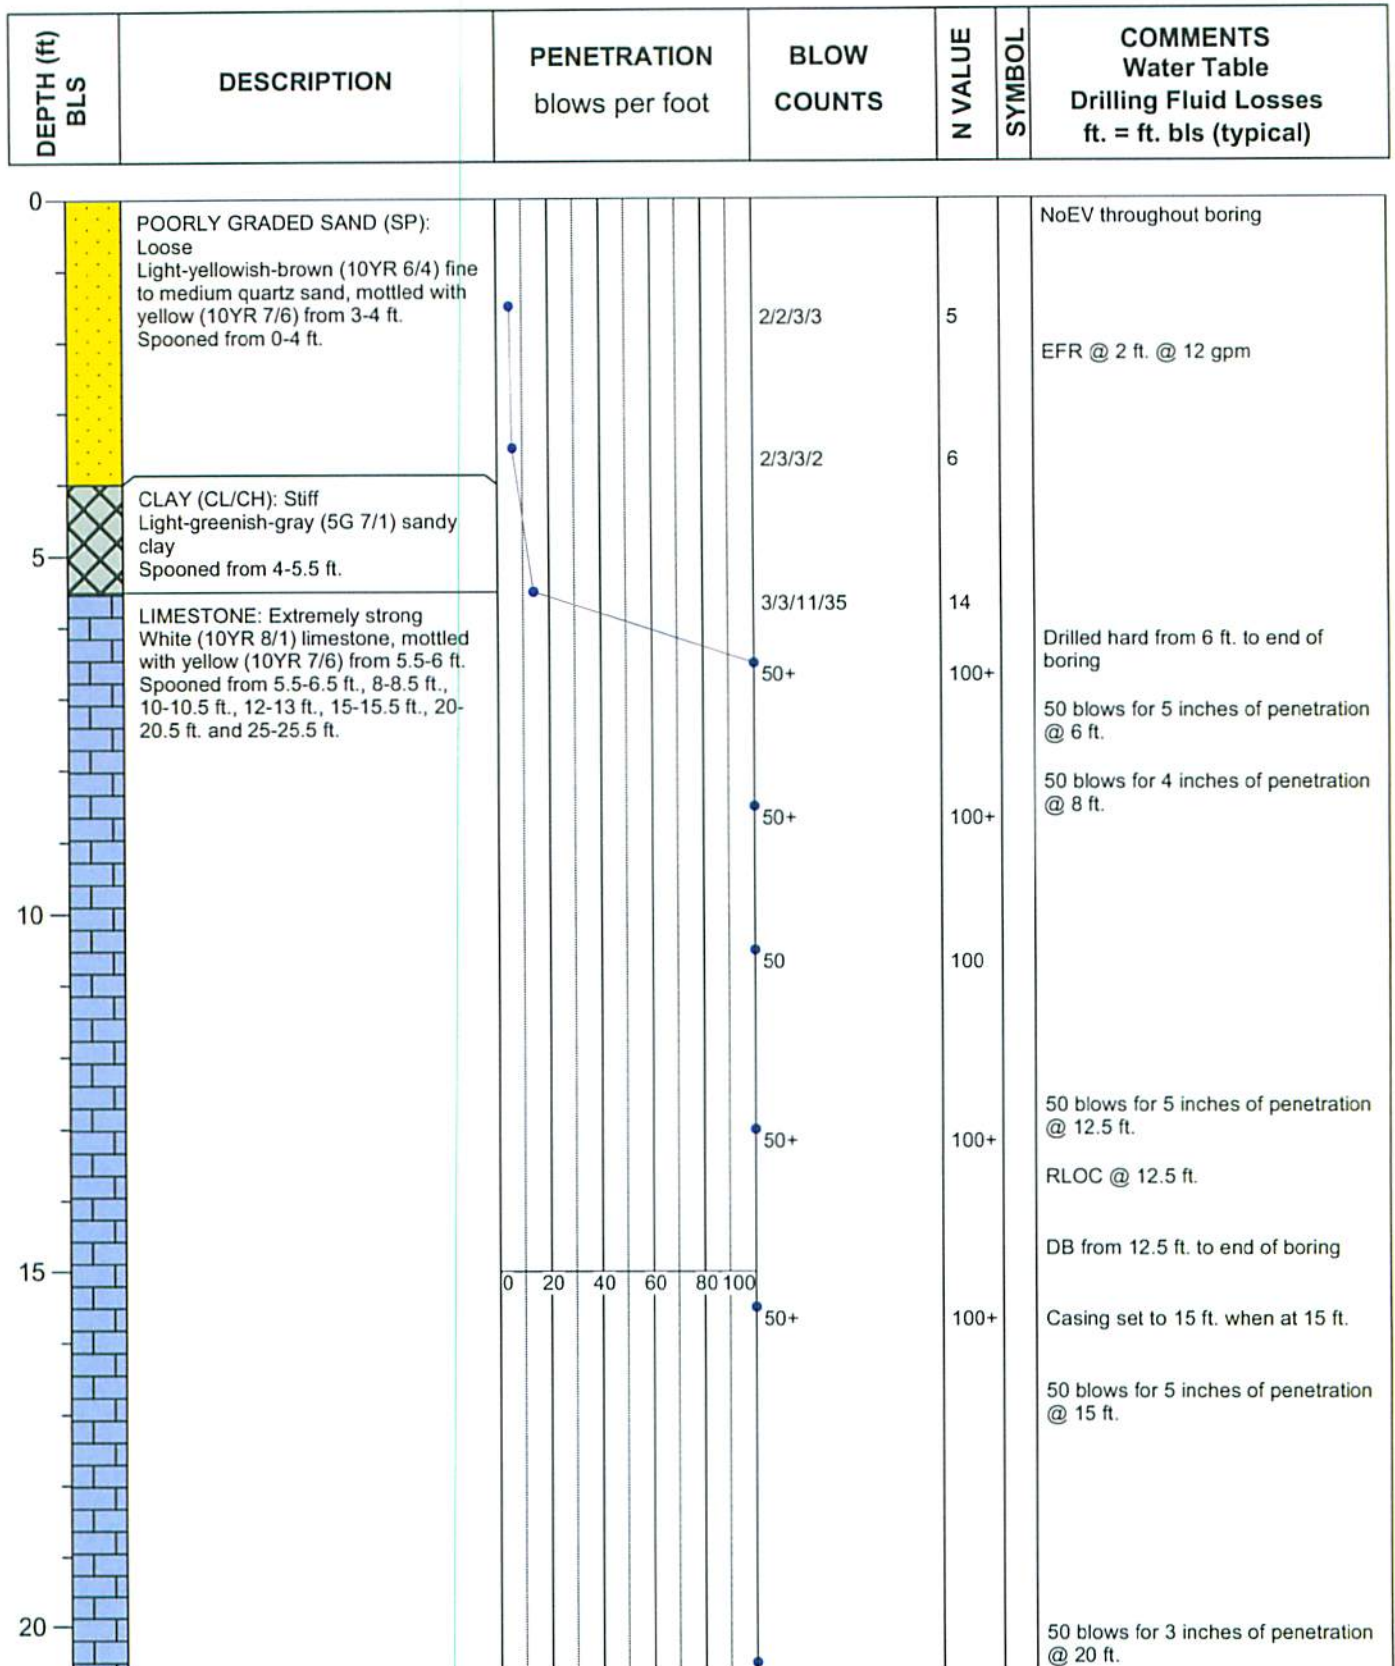 DEPTH (ft)
BLS
DESCRIPTION
PENETRATION
blows per foot
BLOW
COUNTS
N VALUE
SYMBOL
COMMENTS
Water Table
Drilling Fluid Losses
ft. = ft. bls (typical)
0
POORLY GRADED SAND (SP):
Loose
Light-yellowish-brown (10YR 6/4) fine
to medium quartz sand, mottled with
yellow (10YR 7/6) from 3-4 ft.
Spooned from 0-4 ft.
NoEV throughout boring
2/2/3/3
5
EFR @ 2 ft. @ 12 gpm
2/3/3/2
6
CLAY (CL/CH): Stiff
Light-greenish-gray (5G 7/1) sandy
clay
Spooned from 4-5.5 ft.
5
3/3/11/35
14
LIMESTONE: Extremely strong
White (10YR 8/1) limestone, mottled
with yellow (10YR 7/6) from 5.5-6 ft.
Spooned from 5.5-6.5 ft., 8-8.5 ft.,
10-10.5 ft., 12-13 ft., 15-15.5 ft., 20-
20.5 ft. and 25-25.5 ft.
Drilled hard from 6 ft. to end of
boring
50+
100+
50 blows for 5 inches of penetration
@ 6 ft.
50 blows for 4 inches of penetration
@ 8 ft.
50+
100+
10
50
100
50 blows for 5 inches of penetration
@ 12.5 ft.
50+
100+
RLOC @ 12.5 ft.
DB from 12.5 ft. to end of boring
15
0 20 40 60 80 100
50+
100+
Casing set to 15 ft. when at 15 ft.
50 blows for 5 inches of penetration
@ 15 ft.
20
50 blows for 3 inches of penetration
@ 20 ft.